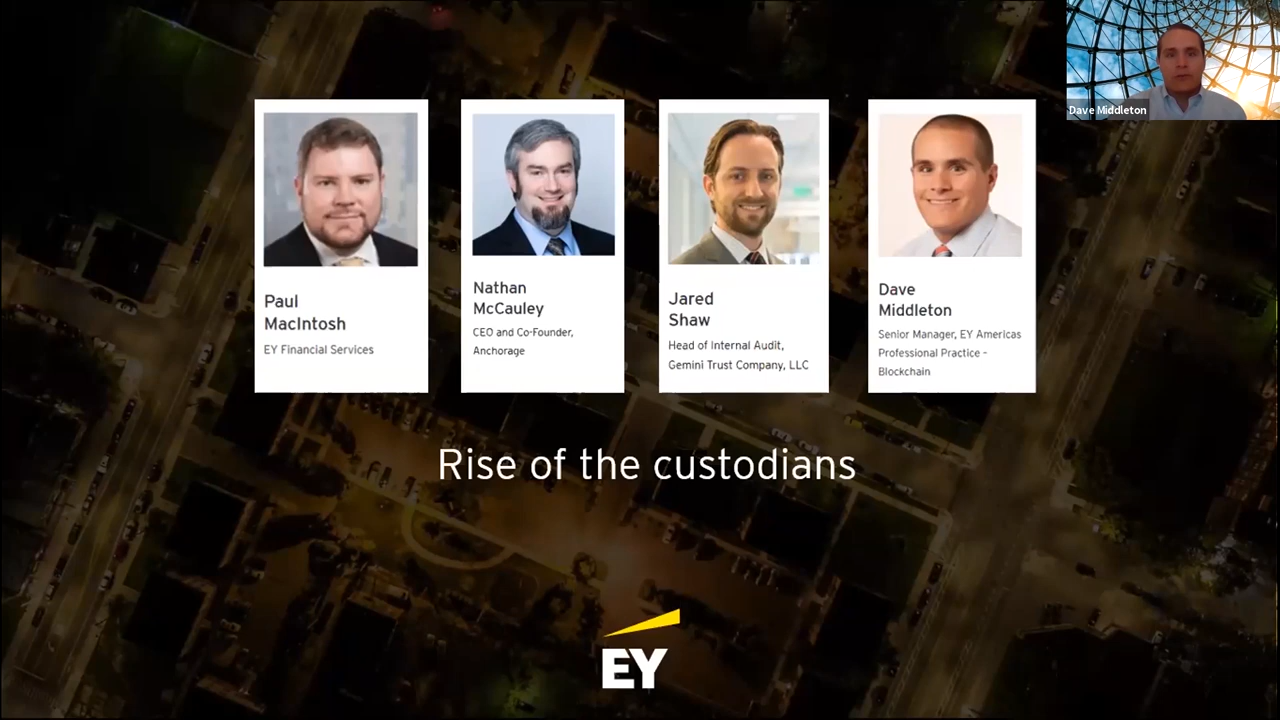 Dave Middleton
Paul
MacIntosh
EY Financial Services
Nathan
McCauley
CEO and Co-Founder,
Anchorage
Jared
Shaw
Head of Internal Audit,
Gemini Trust Company, LLC
Dave
Middleton
Senior Manager, EY Americas
Professional Practice -
Blockchain
Rise of the custodians
EY